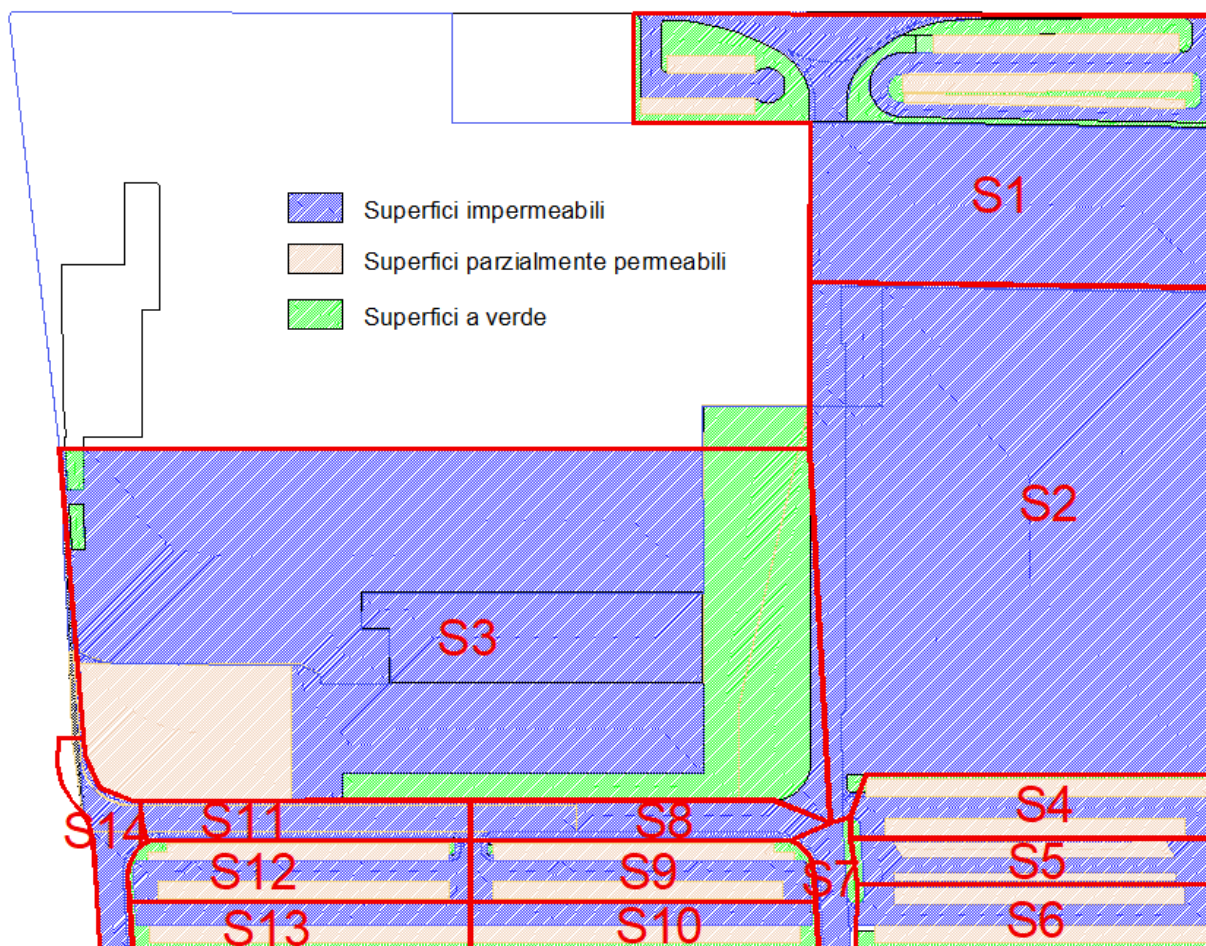 S1
Superfici impermeabili
Superfici parzialmente permeabili
Superfici a verde
S2
S3
S4
S11
S8
S14
S5
S12
S9
S7
S13
S10
S6